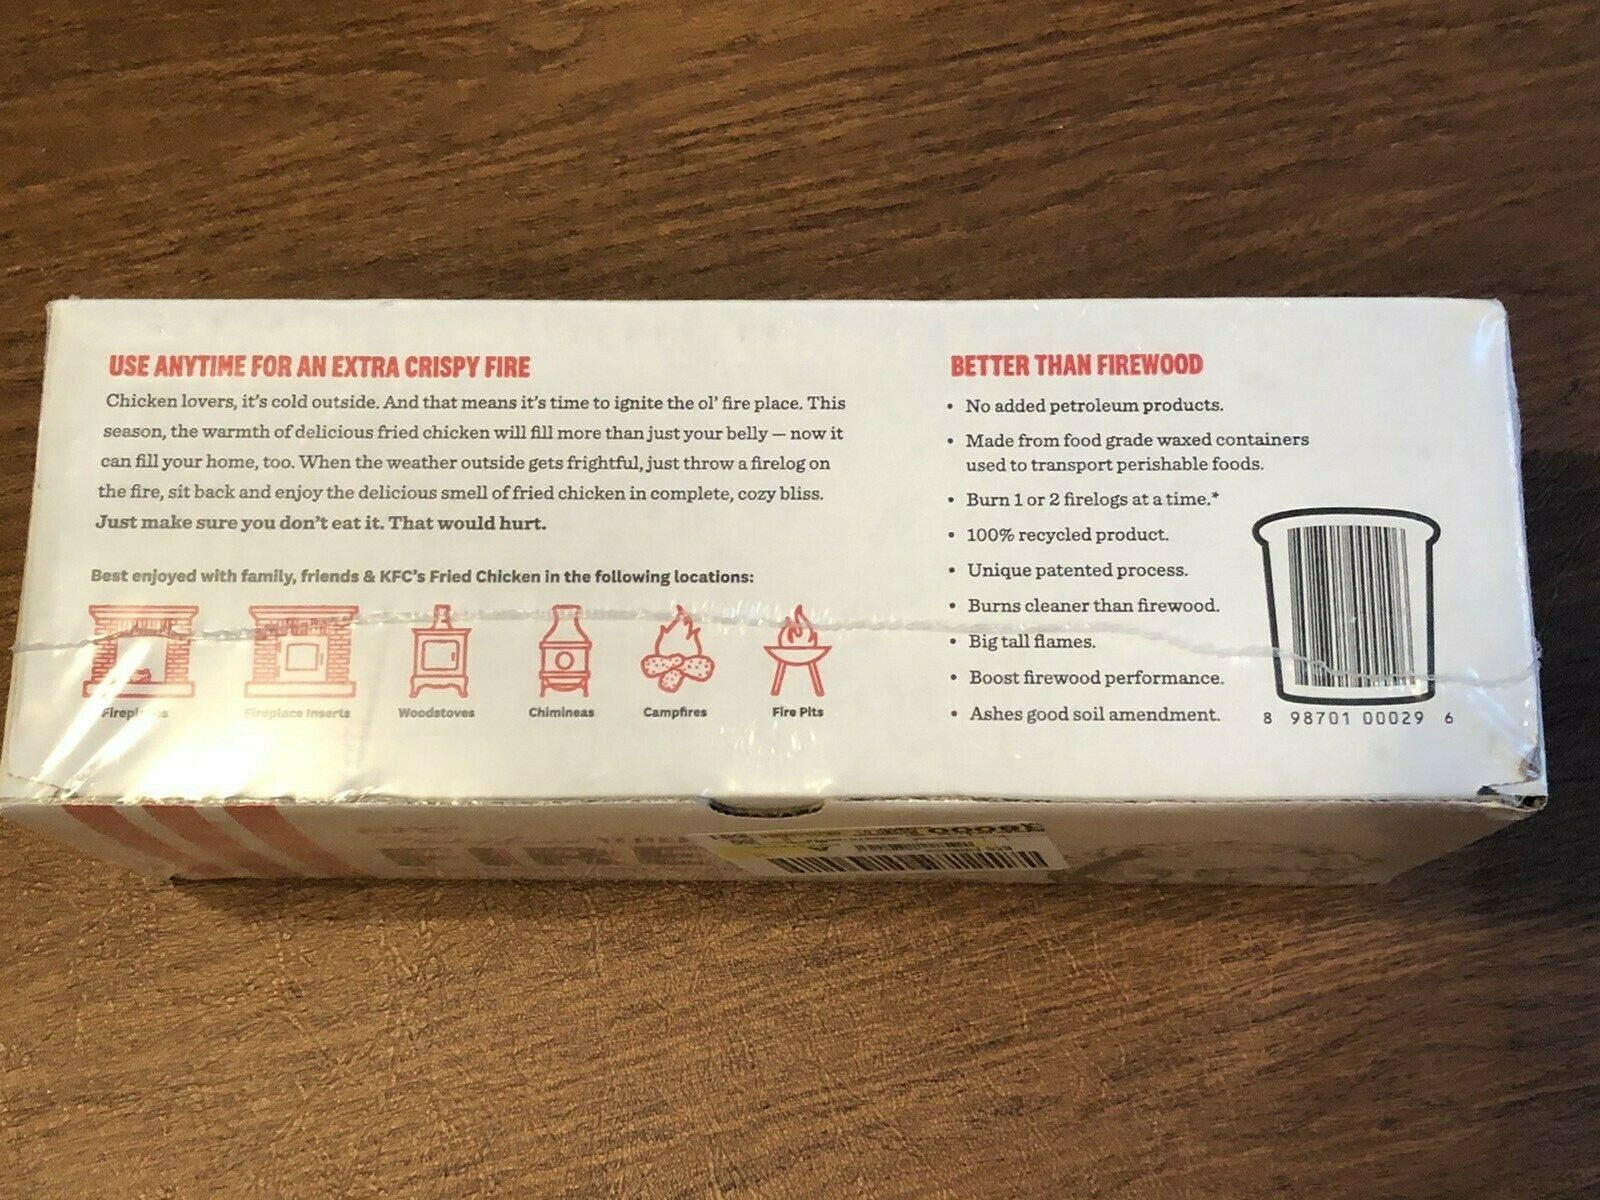 USE ANYTIME FOR AN EXTRA CRISPY FIRE
Chicken lovers, it's cold outside. And that means it's time to ignite the ol' fire place. This
season, the warmth of delicious fried chicken will fill more than just your belly — now it
can fill your home, too. When the weather outside gets frightful, just throw a firelog on
the fire, sit back and enjoy the delicious smell of fried chicken in complete, cozy bliss.
Just make sure you don't eat it. That would hurt.
Best enjoyed with family, friends & KFC's Fried Chicken in the following locations:
Fireplaces
Fireplace Inserts
Woodstoves
Chimineas
Campfires
Fire Pits
BETTER THAN FIREWOOD
• No added petroleum products.
• Made from food grade waxed containers
used to transport perishable foods.
• Burn 1 or 2 firelogs at a time.*
• 100% recycled product.
• Unique patented process.
• Burns cleaner than firewood.
• Big tall flames.
• Boost firewood performance.
• Ashes good soil amendment.
8 98701 00029 6
FIRE